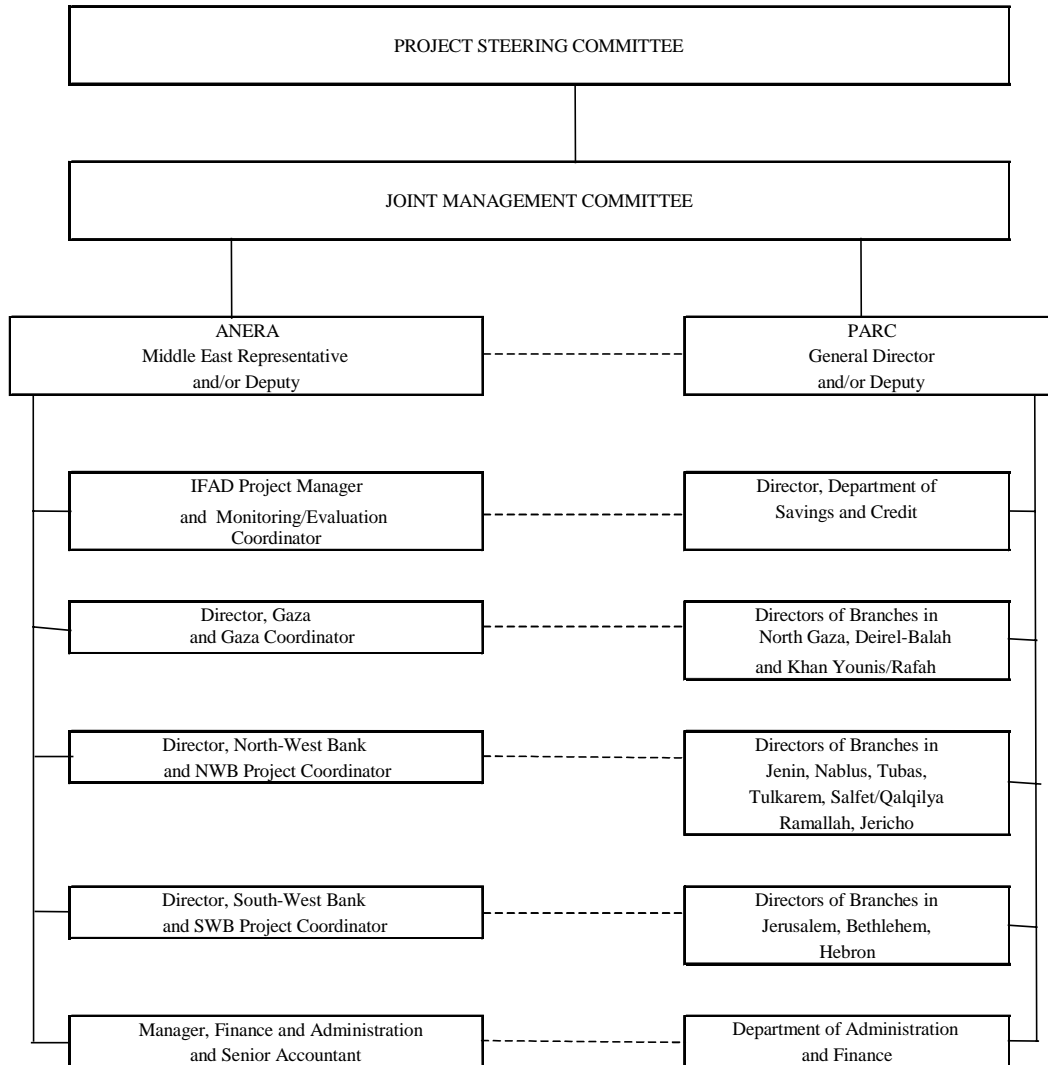 PROJECT STEERING COMMITTEE
JOINT MANAGEMENT COMMITTEE
ANERA
Middle East Representative
and/or Deputy
PARC
General Director
and/or Deputy
IFAD Project Manager
and Monitoring/Evaluation
Coordinator
Director, Department of
Savings and Credit
Director, Gaza
and Gaza Coordinator
Directors of Branches in
North Gaza, Deirel-Balah
and Khan Younis/Rafah
Director, North-West Bank
and NWB Project Coordinator
Directors of Branches in
Jenin, Nablus, Tubas,
Tulkarem, Salfet/Qalqilya
Ramallah, Jericho
Director, South-West Bank
and SWB Project Coordinator
Directors of Branches in
Jerusalem, Bethlehem,
Hebron
Manager, Finance and Administration
and Senior Accountant
Department of Administration
and Finance